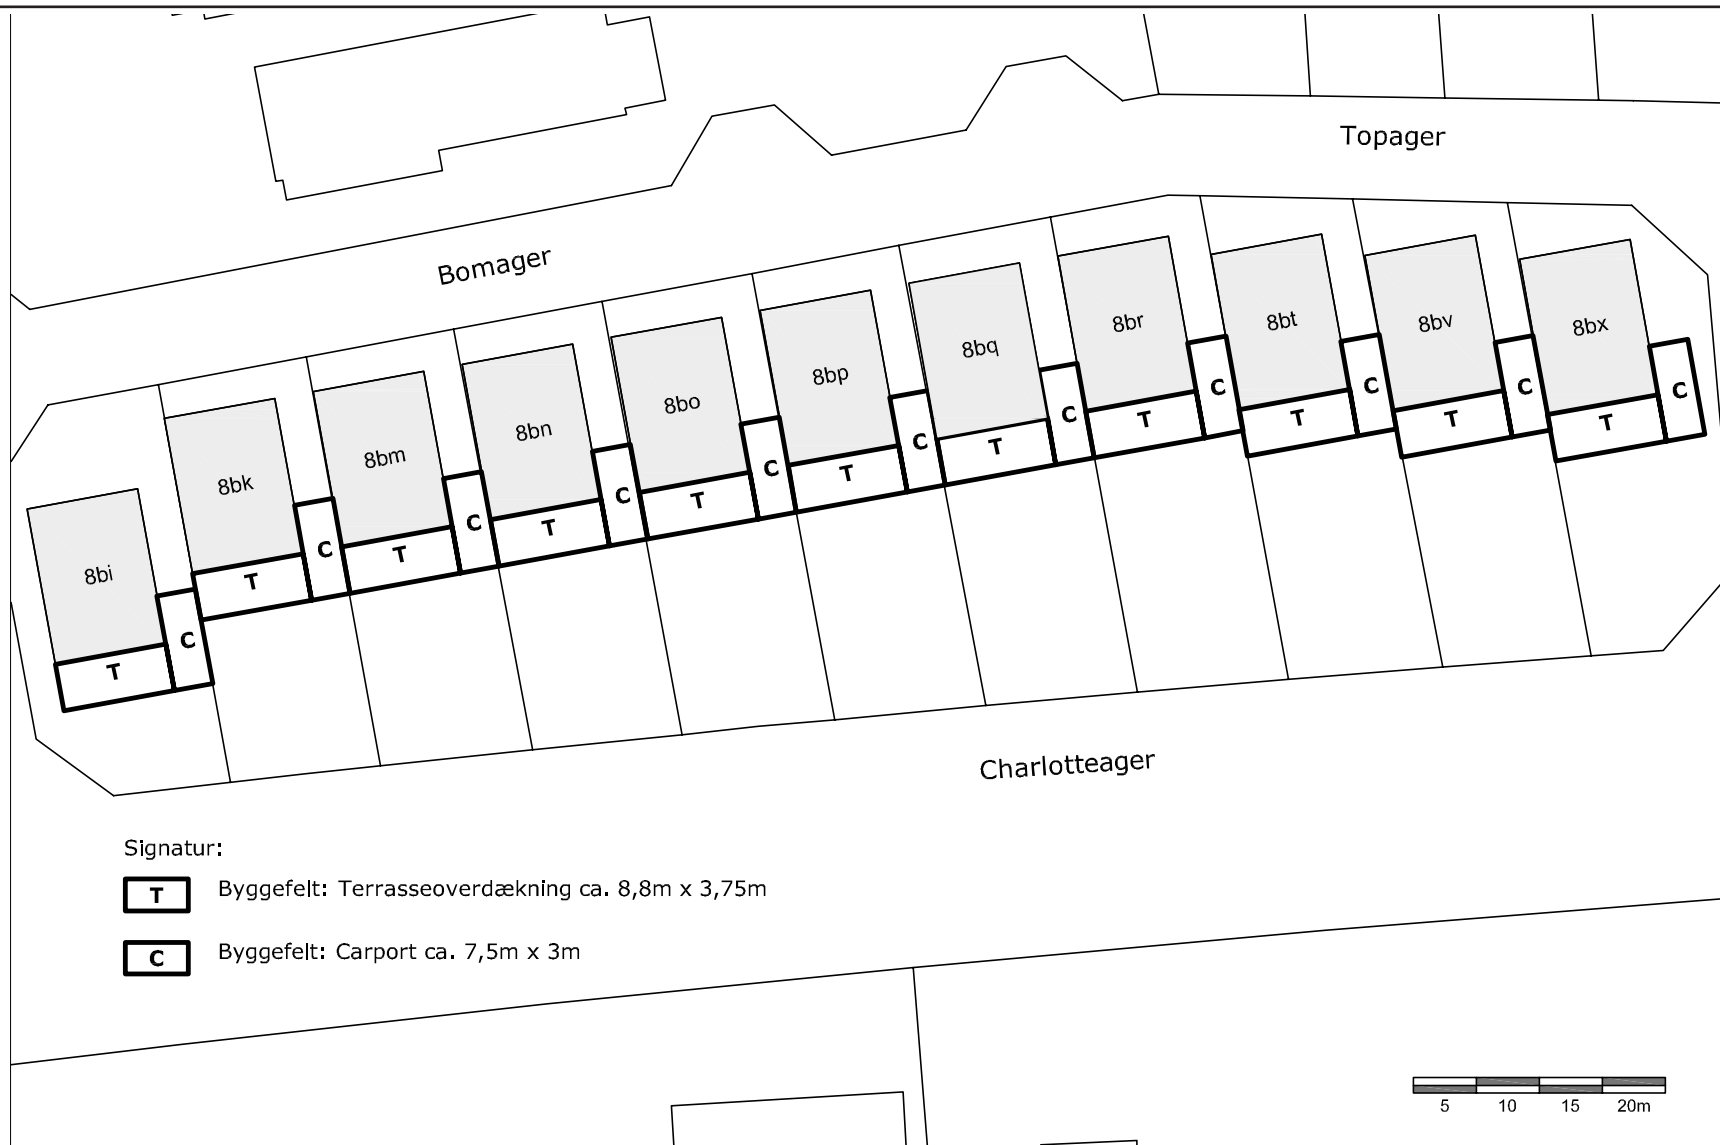 Topager
Bomager
8bi
8bk
8bm
8bn
8bo
8bp
8bq
8br
8bt
8bv
8bx
T
C
T
C
T
C
T
C
T
C
T
C
T
C
T
C
T
C
T
C
T
C
Charlotteager
Signatur:
T Byggefelt: Terrasseoverdækning ca. 8,8m x 3,75m
C Byggefelt: Carport ca. 7,5m x 3m
5 10 15 20m